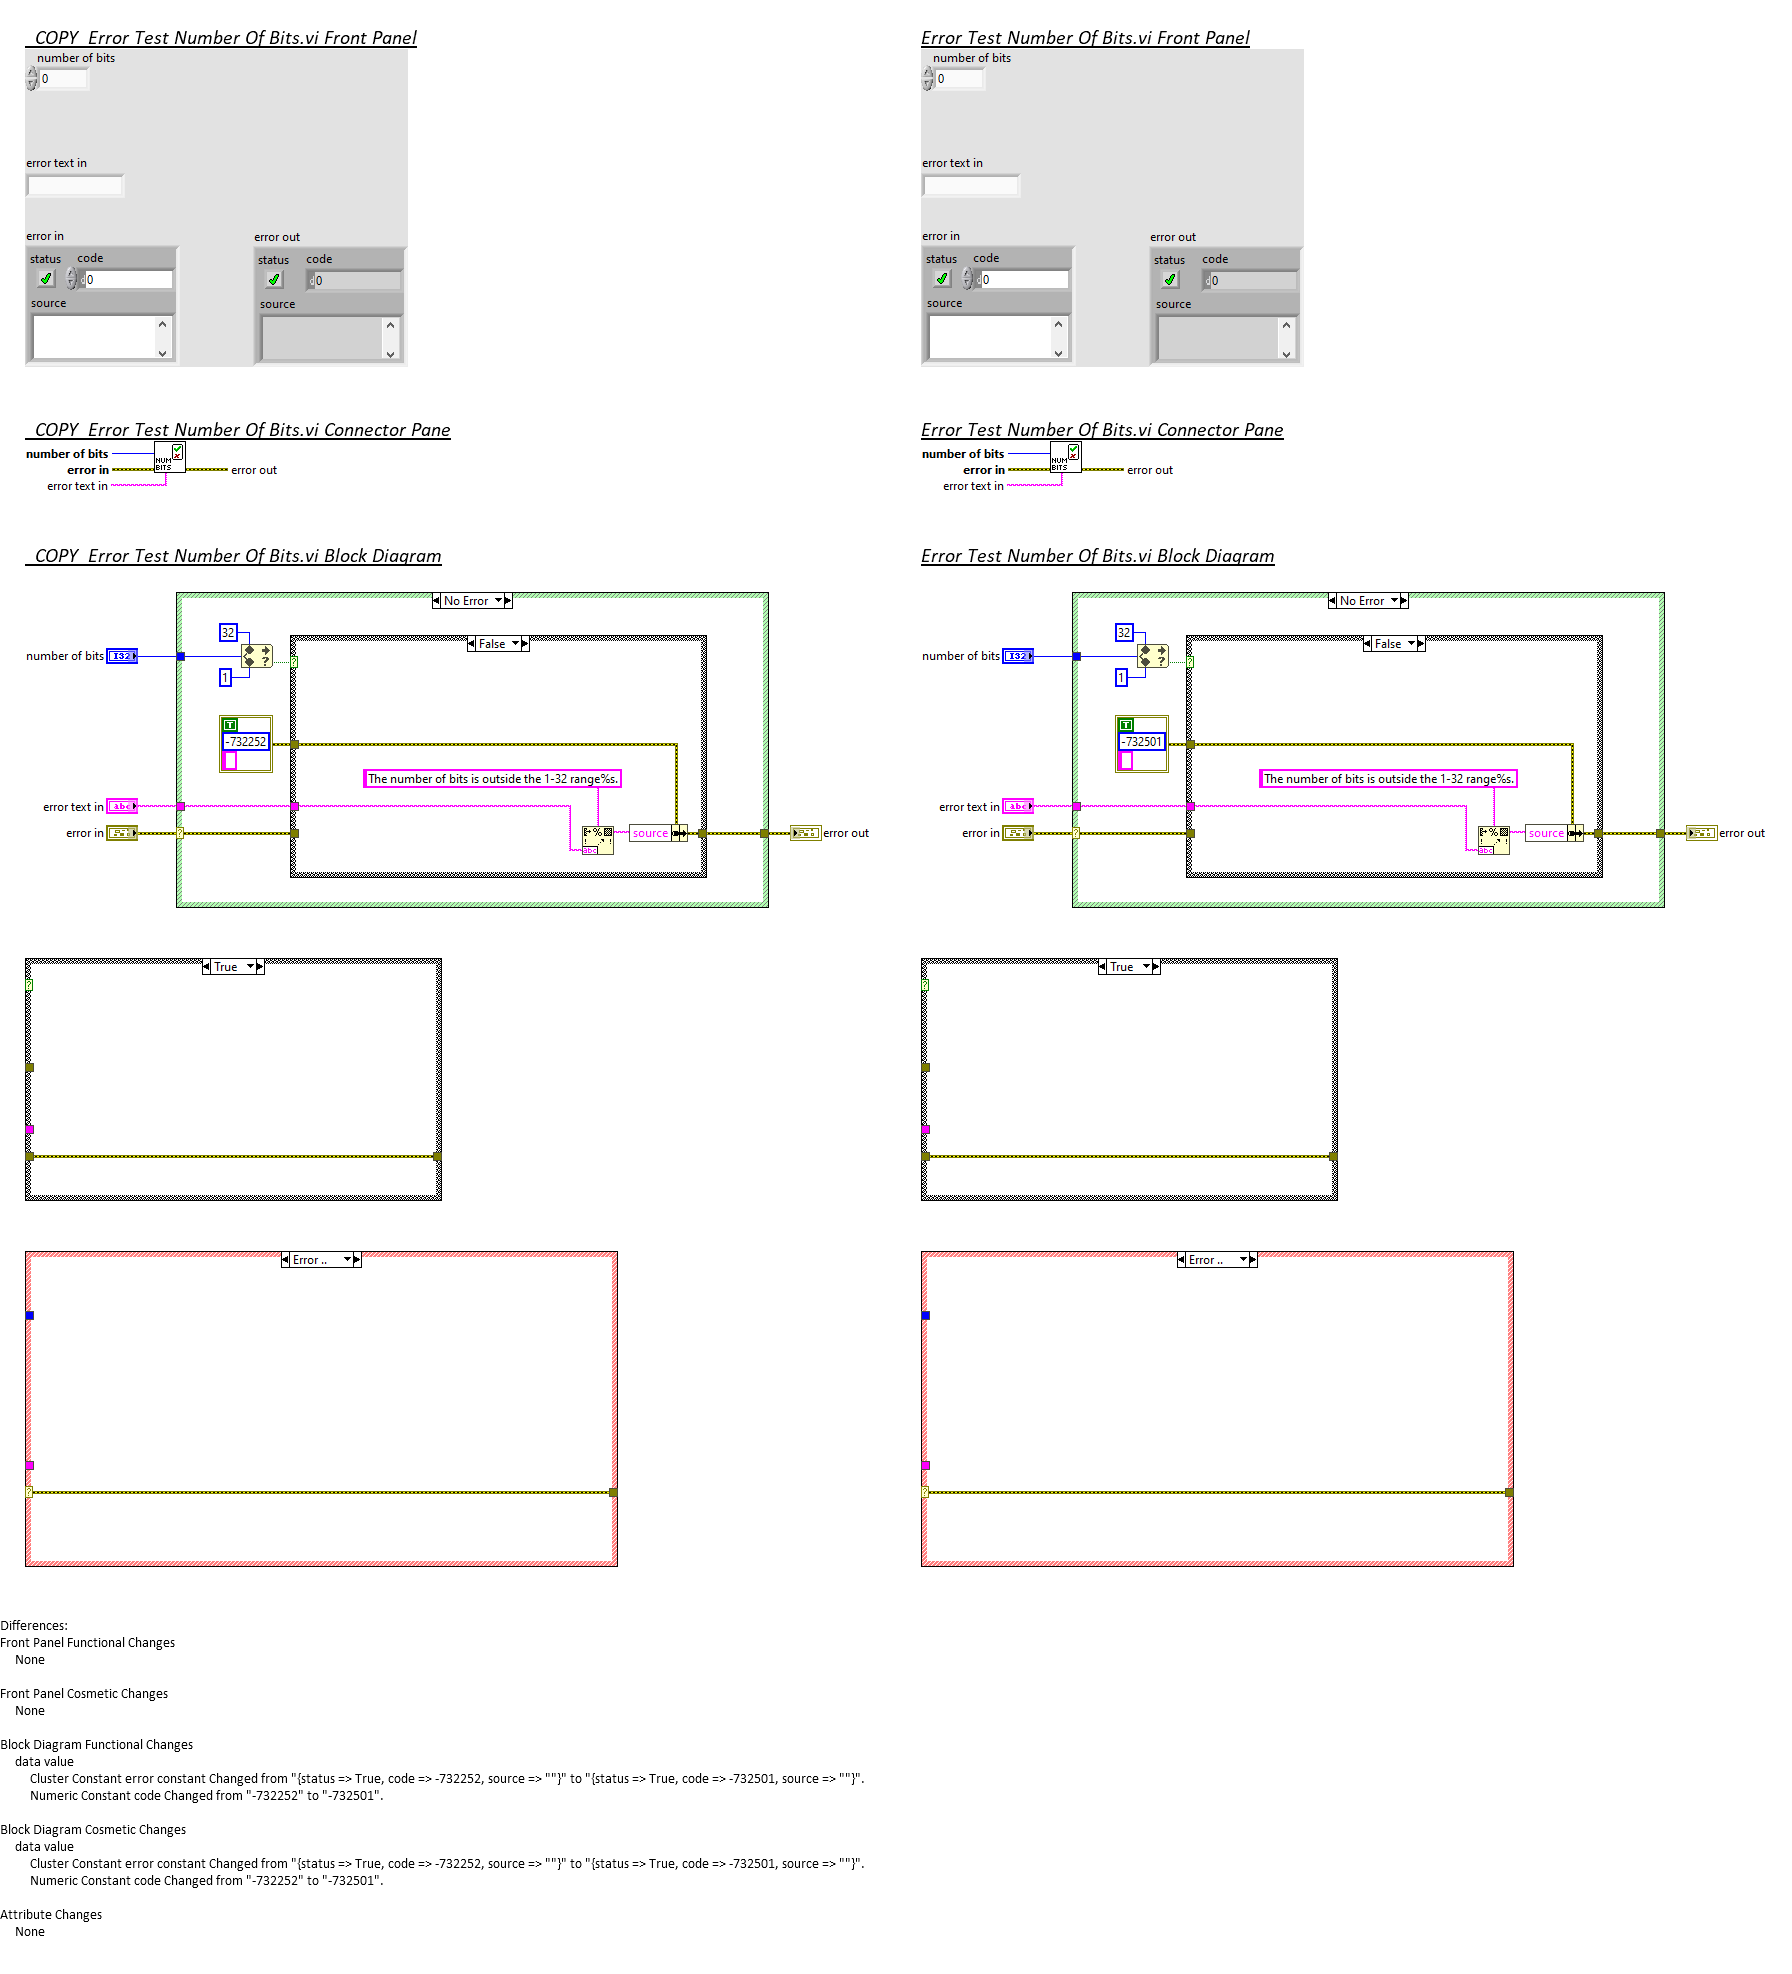 _COPY_Error Test Number Of Bits.vi Front Panel
number of bits
0
error text in
error in
status
code
0
source
error out
status
code
0
source
Error Test Number Of Bits.vi Front Panel
number of bits
0
error text in
error in
status
code
0
source
error out
status
code
0
source
_COPY_Error Test Number Of Bits.vi Connector Pane
number of bits
error in
error text in
NUM
BITS
error out
Error Test Number Of Bits.vi Connector Pane
number of bits
error in
error text in
NUM
BITS
error out
_COPY_Error Test Number Of Bits.vi Block Diagram
No Error
32
False
number of bits
I32
?
?
1
T
-732252
The number of bits is outside the 1-32 range%s.
error text in
abc
error in
?
%
abc
source
error out
Error Test Number Of Bits.vi Block Diagram
No Error
32
False
number of bits
I32
?
?
1
T
-732501
The number of bits is outside the 1-32 range%s.
error text in
abc
error in
?
%
abc
source
error out
True
?
True
?
Error ..
?
Error ..
?
Differences:
Front Panel Functional Changes
None
Front Panel Cosmetic Changes
None
Block Diagram Functional Changes
data value
Cluster Constant error constant Changed from "{status => True, code => -732252, source => ""}" to "{status => True, code => -732501, source => ""}".
Numeric Constant code Changed from "-732252" to "-732501".
Block Diagram Cosmetic Changes
data value
Cluster Constant error constant Changed from "{status => True, code => -732252, source => ""}" to "{status => True, code => -732501, source => ""}".
Numeric Constant code Changed from "-732252" to "-732501".
Attribute Changes
None